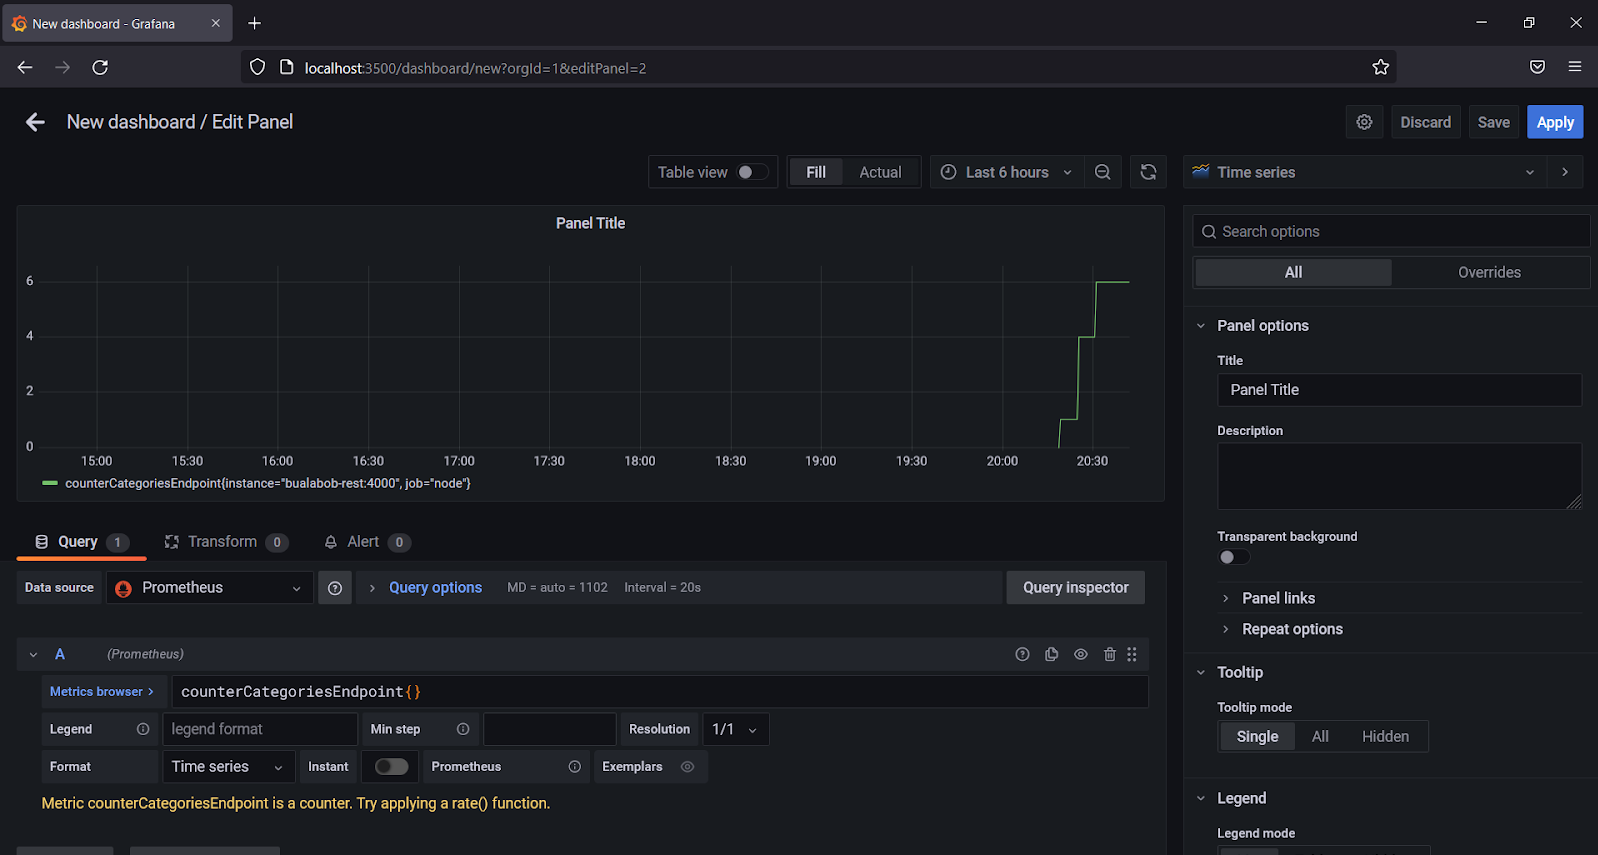 New dashboard - Grafana
localhost:3500/dashboard/new?orgId=1&editPanel=2
New dashboard / Edit Panel
Discard
Save
Apply
Table view
Fill
Actual
Last 6 hours
Time series
Panel Title
6
4
2
0
15:00
15:30
16:00
16:30
17:00
17:30
18:00
18:30
19:00
19:30
20:00
20:30
counterCategoriesEndpoint{instance="bualabob-rest:4000", job="node"}
Search options
All
Overrides
Panel options
Title
Panel Title
Description
Transparent background
Panel links
Repeat options
Tooltip
Tooltip mode
Single
All
Hidden
Legend
Legend mode
Query 1
Transform 0
Alert 0
Data source
Prometheus
Query options
MD = auto = 1102
Interval = 20s
Query inspector
A
(Prometheus)
Metrics browser >
counterCategoriesEndpoint{}
Legend
legend format
Min step
Resolution
1/1
Format
Time series
Instant
Prometheus
Exemplars
Metric counterCategoriesEndpoint is a counter. Try applying a rate() function.